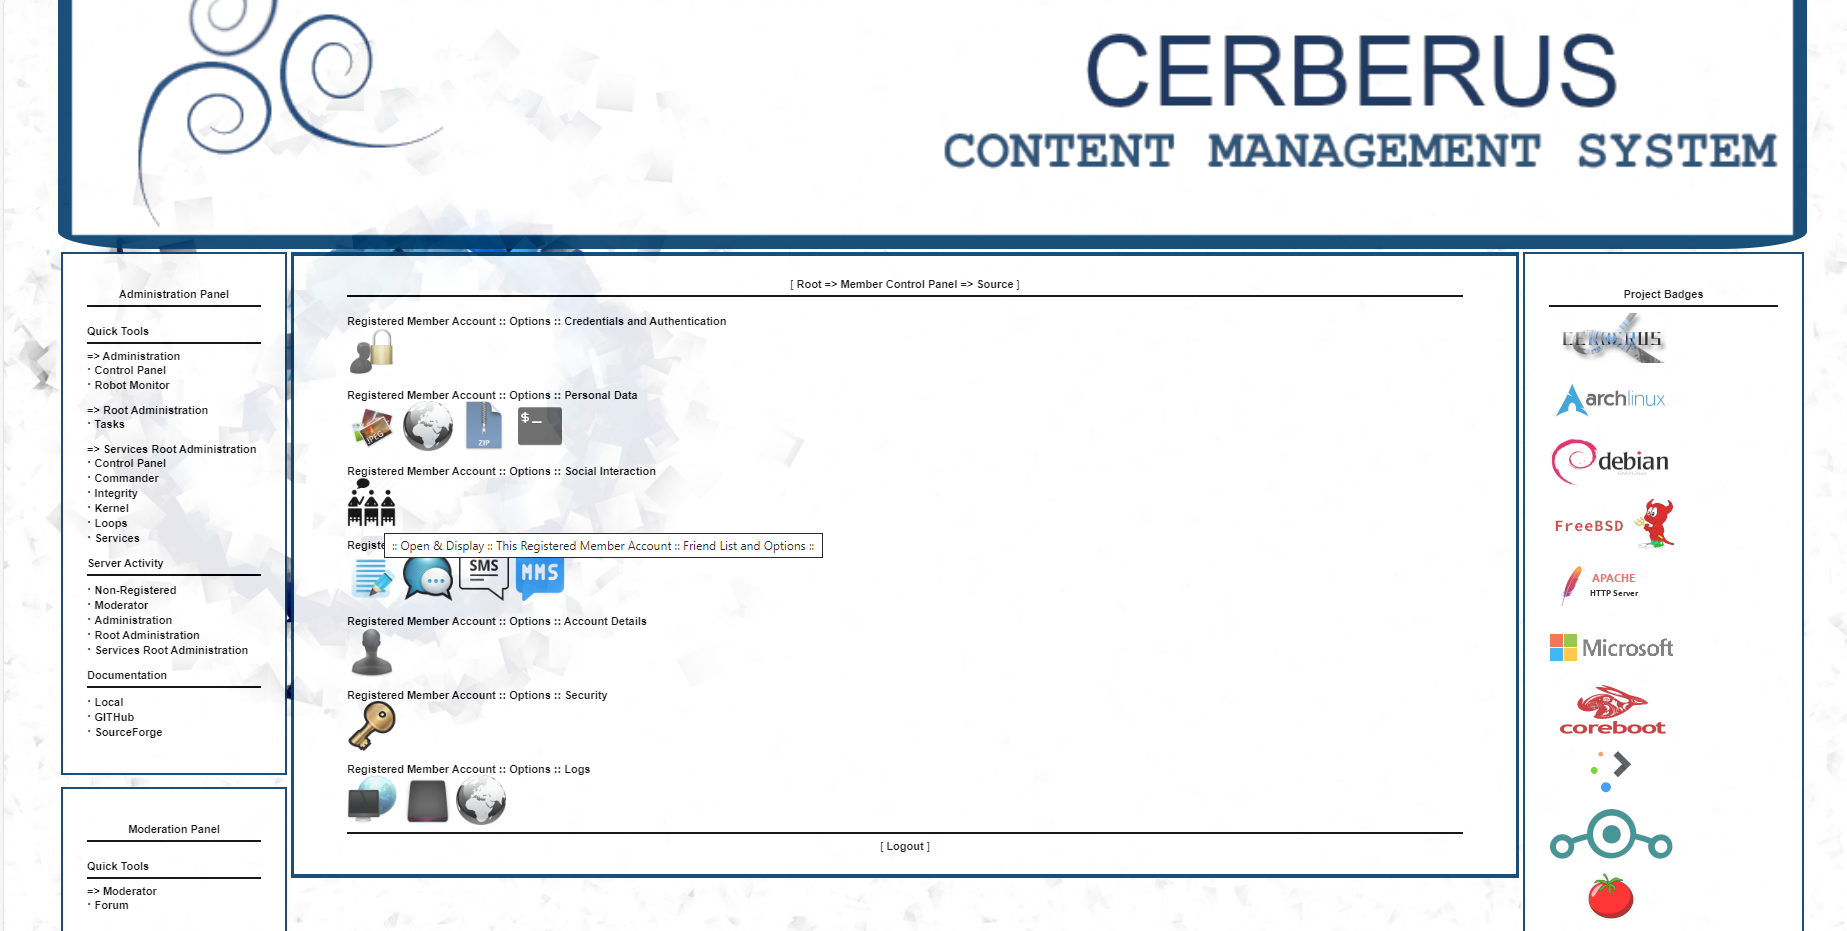 CERBERUS
CONTENT MANAGEMENT SYSTEM
Administration Panel
Quick Tools
=> Administration
· Control Panel
· Robot Monitor
=> Root Administration
· Tasks
=> Services Root Administration
· Control Panel
· Commander
· Integrity
· Kernel
· Loops
· Services
Server Activity
· Non-Registered
· Moderator
· Administration
· Root Administration
· Services Root Administration
Documentation
· Local
· GITHub
· SourceForge
Moderation Panel
Quick Tools
=> Moderator
· Forum
[ Root => Member Control Panel => Source ]
Registered Member Account :: Options :: Credentials and Authentication
Registered Member Account :: Options :: Personal Data
JPEG
ZIP
$_
Registered Member Account :: Options :: Social Interaction
:: Open & Display :: This Registered Member Account :: Friend List and Options ::
SMS
MMS
Registered Member Account :: Options :: Account Details
Registered Member Account :: Options :: Security
Registered Member Account :: Options :: Logs
[ Logout ]
Project Badges
CERBERUS
archlinux
debian
FreeBSD
APACHE
HTTP Server
Microsoft
coreboot